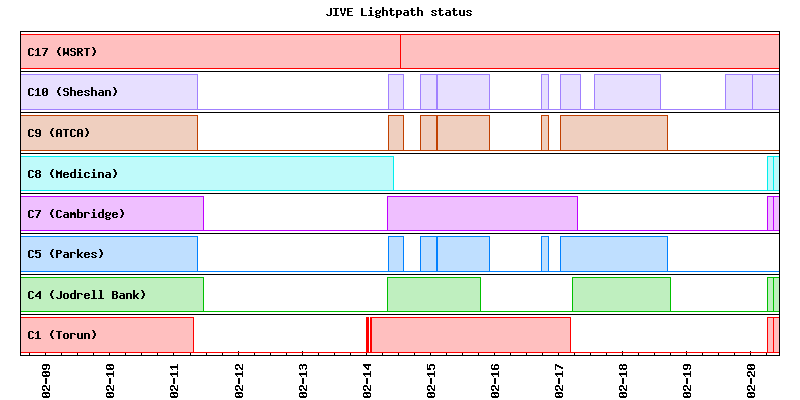 JIVE Lightpath status
C17 (WSRT)
C10 (Sheshan)
C9 (ATCA)
C8 (Medicina)
C7 (Cambridge)
C5 (Parkes)
C4 (Jodrell Bank)
C1 (Torun)
02-09 02-10 02-11 02-12 02-13 02-14 02-15 02-16 02-17 02-18 02-19 02-20